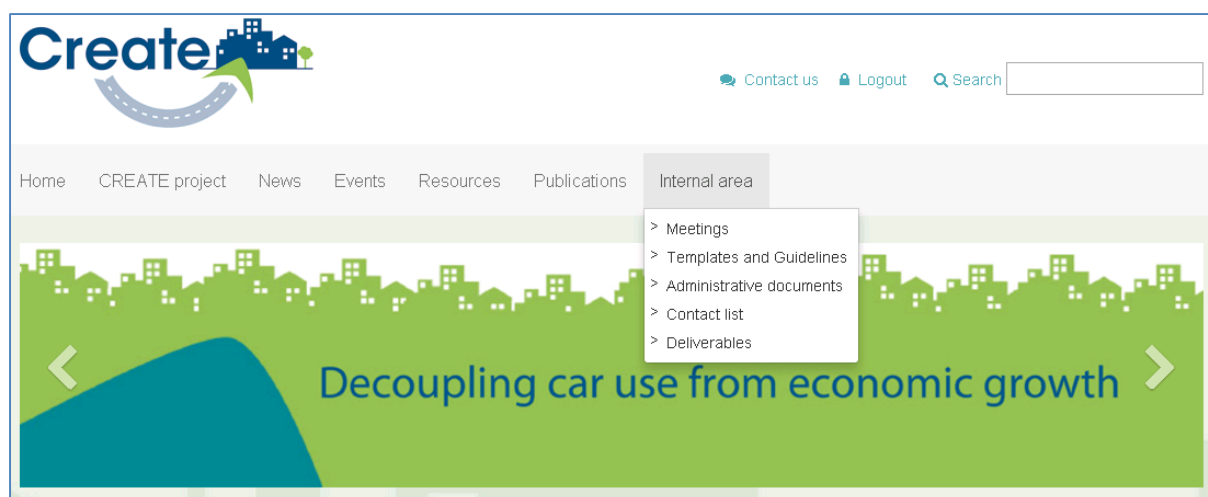 Create
Contact us Logout Search
Home CREATE project News Events Resources Publications Internal area
> Meetings
> Templates and Guidelines
> Administrative documents
> Contact list
> Deliverables
Decoupling car use from economic growth